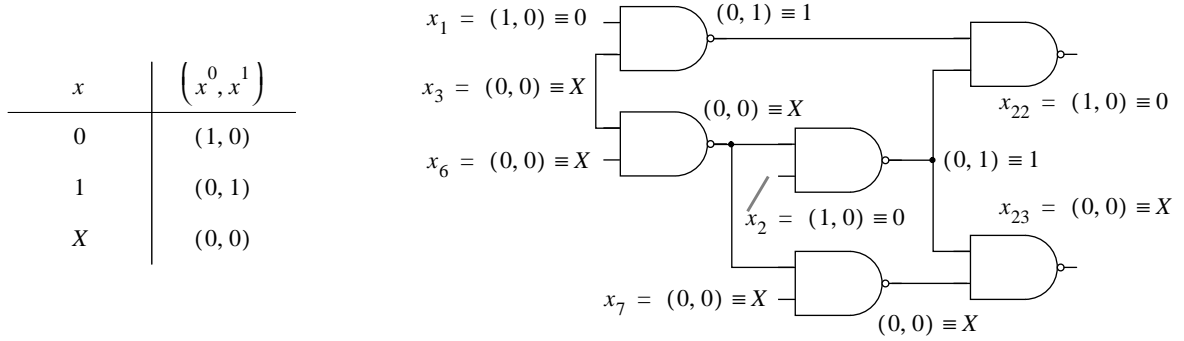 x (x^0, x^1)
0 (1, 0)
1 (0, 1)
X (0, 0)
x_1 = (1, 0) ≡ 0
(0, 1) ≡ 1
x_3 = (0, 0) ≡ X
(0, 0) ≡ X
x_22 = (1, 0) ≡ 0
x_6 = (0, 0) ≡ X
(0, 1) ≡ 1
x_2 = (1, 0) ≡ 0
x_23 = (0, 0) ≡ X
x_7 = (0, 0) ≡ X
(0, 0) ≡ X